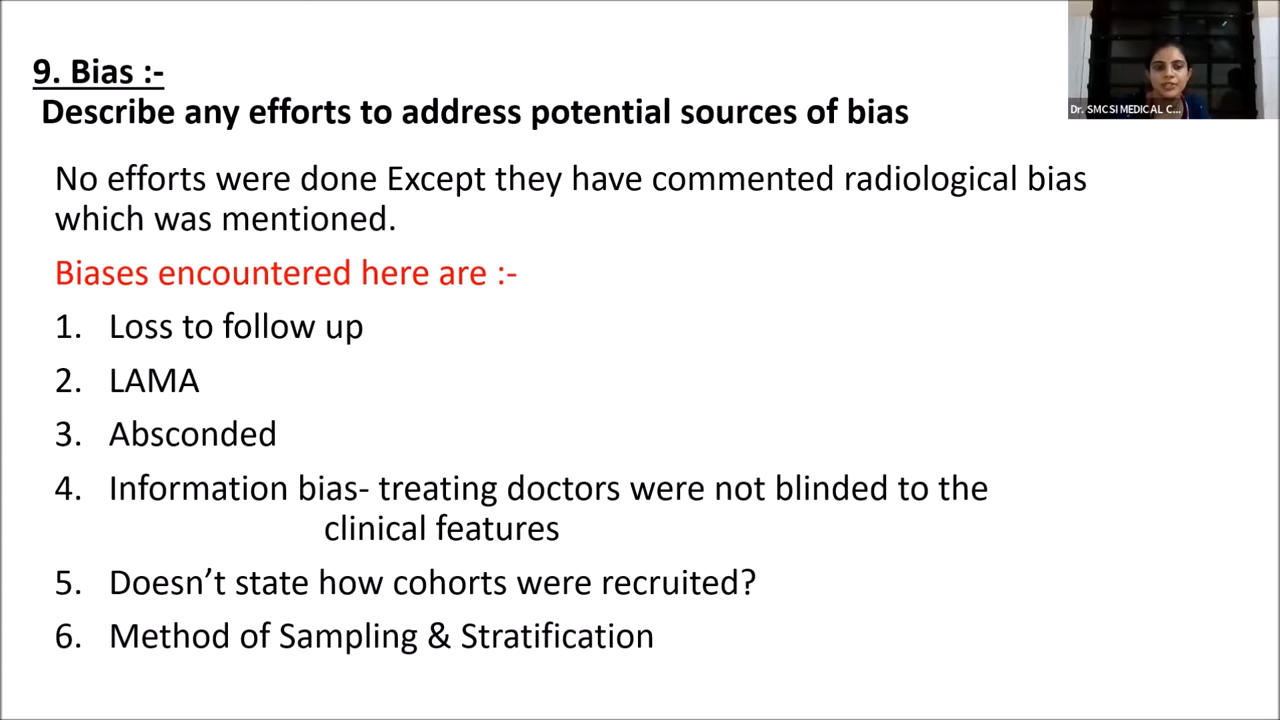 9. Bias :-
Describe any efforts to address potential sources of bias
Dr. SMCSI MEDICAL C...
No efforts were done Except they have commented radiological bias
which was mentioned.
Biases encountered here are :-
1. Loss to follow up
2. LAMA
3. Absconded
4. Information bias- treating doctors were not blinded to the
clinical features
5. Doesn’t state how cohorts were recruited?
6. Method of Sampling & Stratification